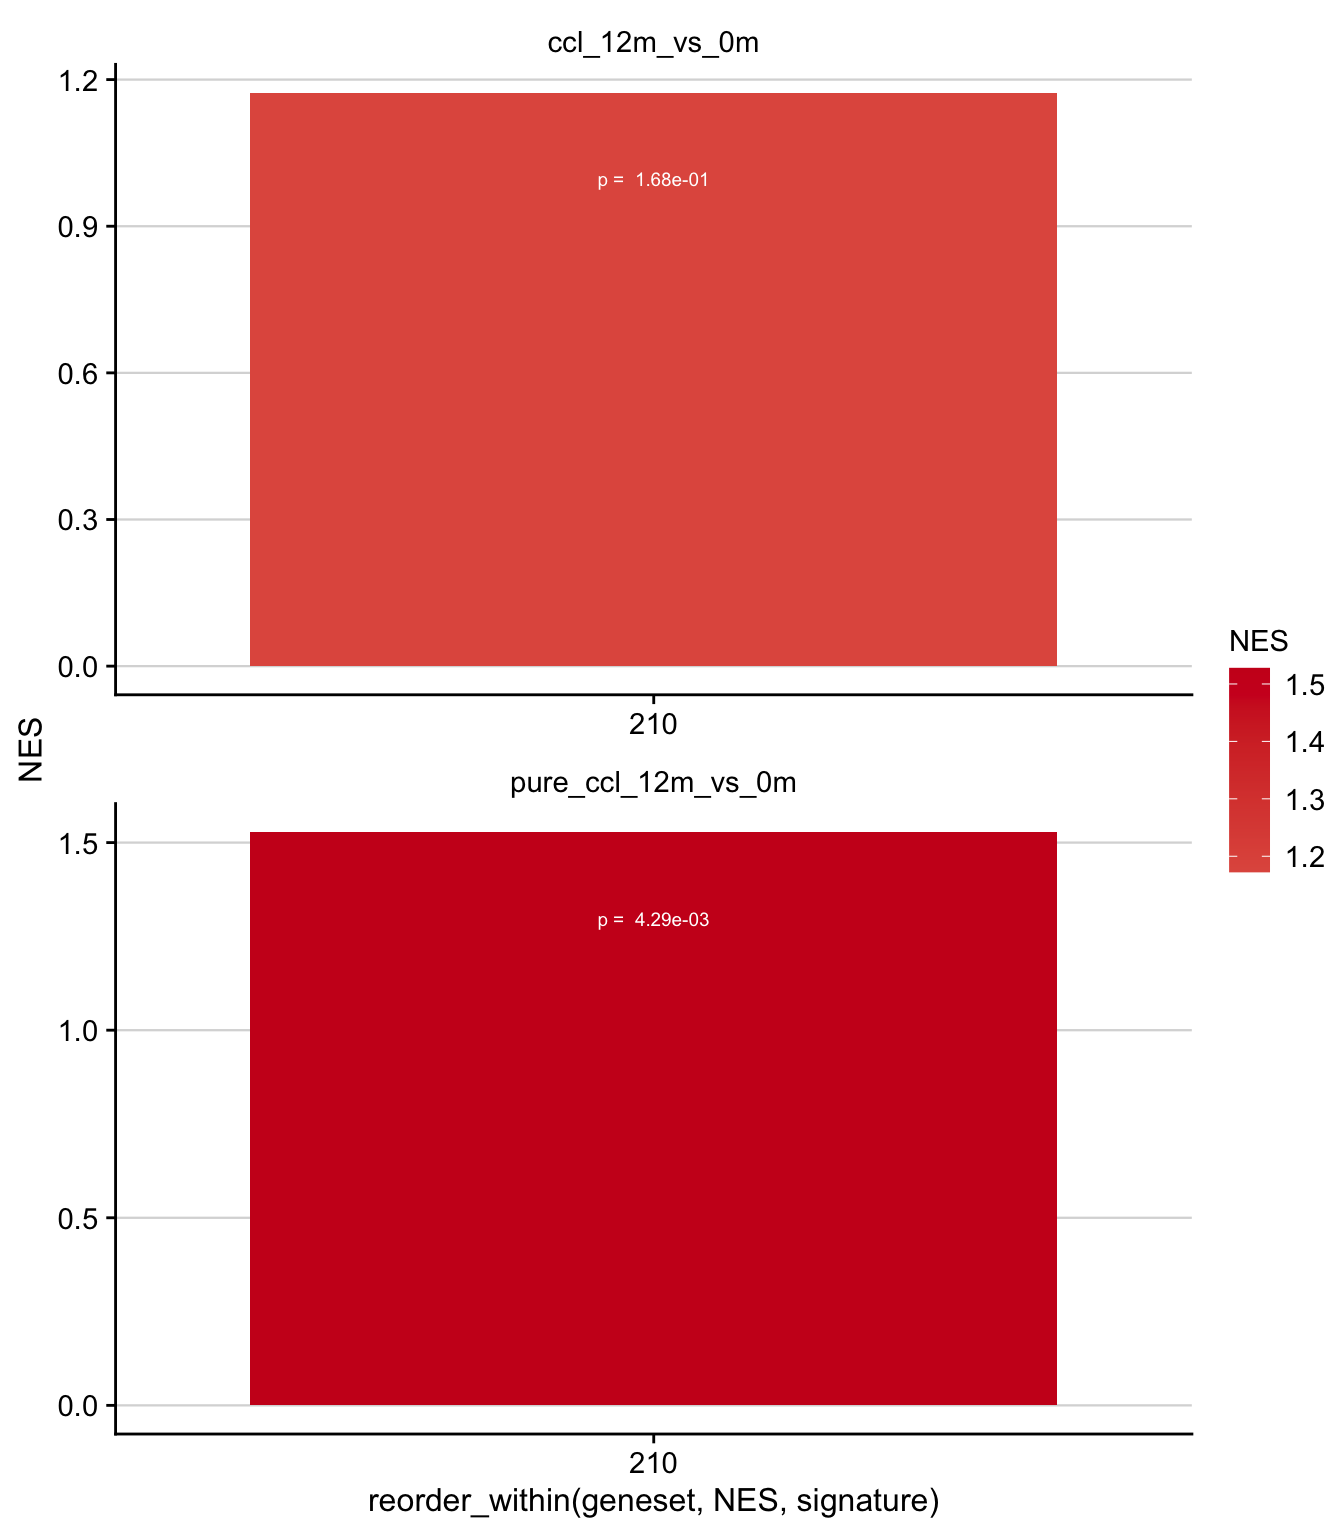 ccl_12m_vs_0m
1.2
p = 1.68e-01
0.9
0.6
0.3
0.0
210
NES
pure_ccl_12m_vs_0m
1.5
p = 4.29e-03
1.0
0.5
0.0
210
reorder_within(geneset, NES, signature)
NES
1.5
1.4
1.3
1.2